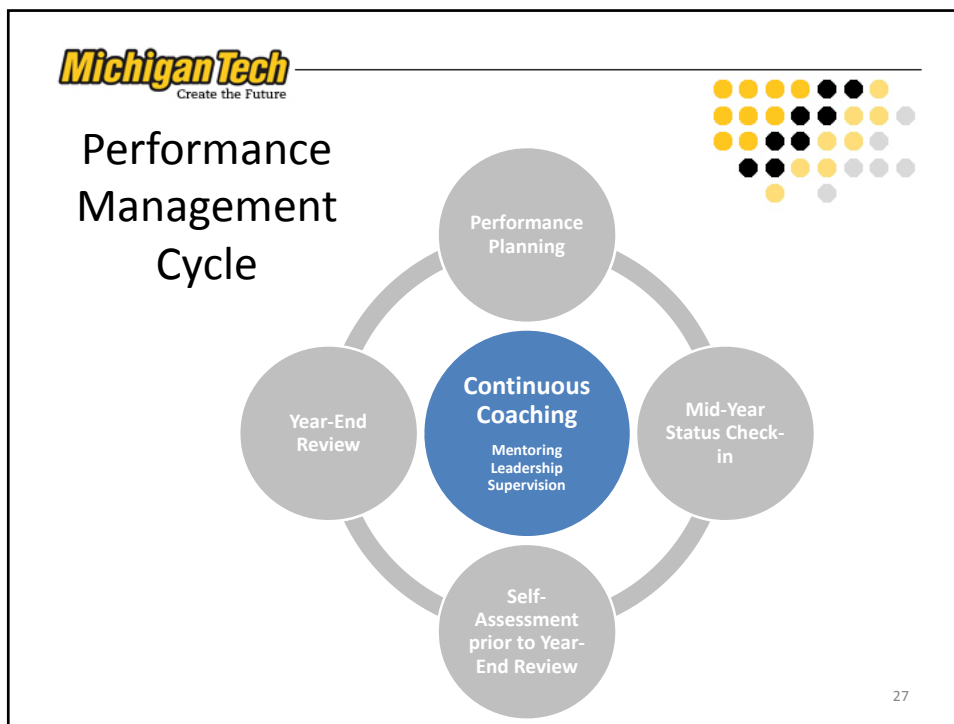 Michigan Tech
Create the Future
Performance
Management
Cycle
Performance
Planning
Continuous
Coaching
Mentoring
Leadership
Supervision
Year-End
Review
Mid-Year
Status Check-
in
Self-
Assessment
prior to Year-
End Review
27